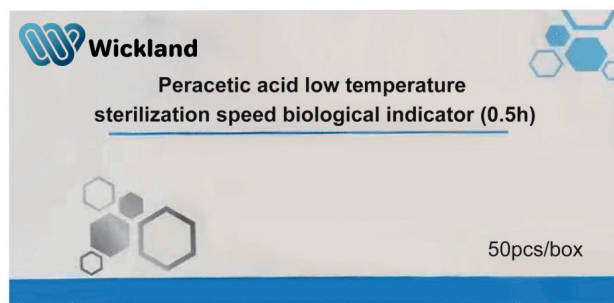 Wickland
Peracetic acid low temperature
sterilization speed biological indicator (0.5h)
50pcs/box